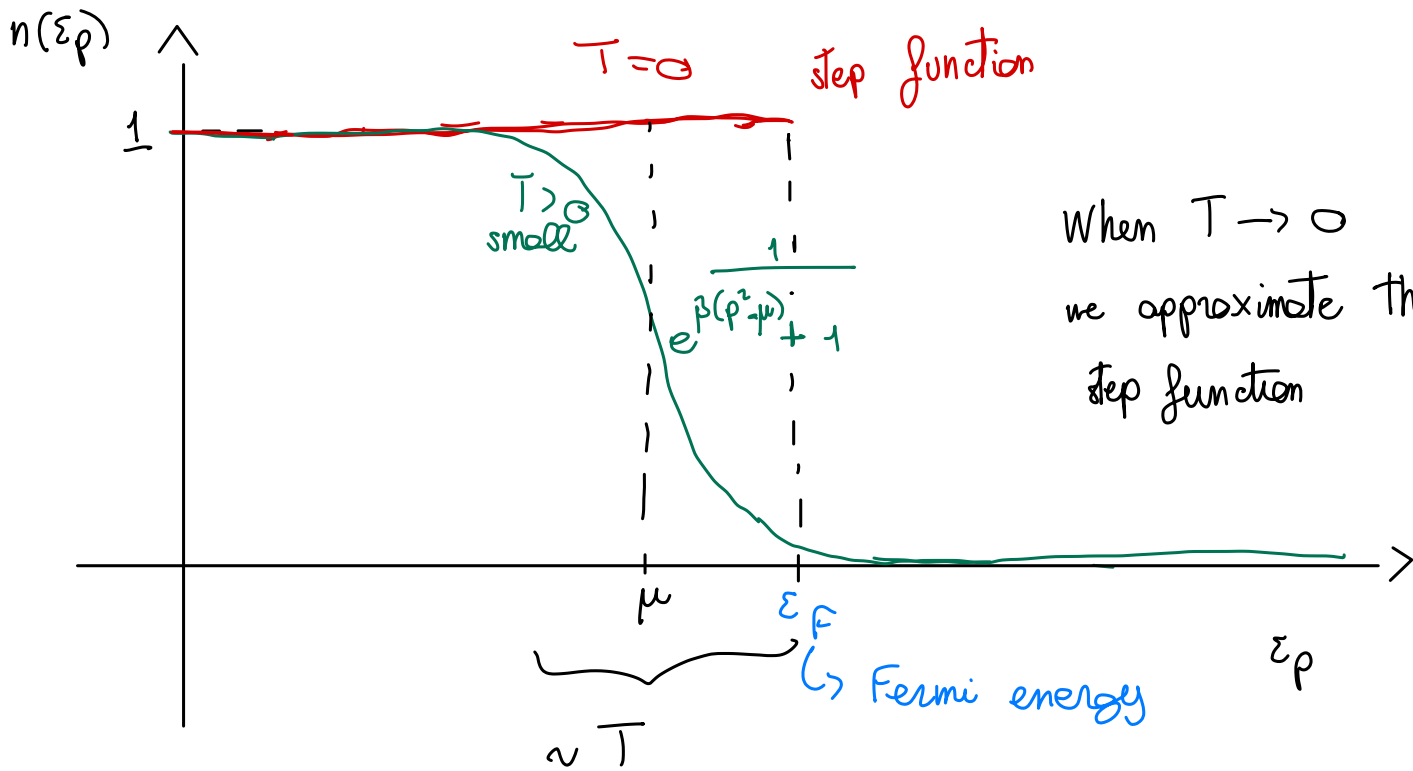 n(εp)
T=0
step function
1
T>0
small
1
e^β(p²-μ) + 1
When T → 0
we approximate th
step function
μ
εF
↳ Fermi energy
εp
~ T